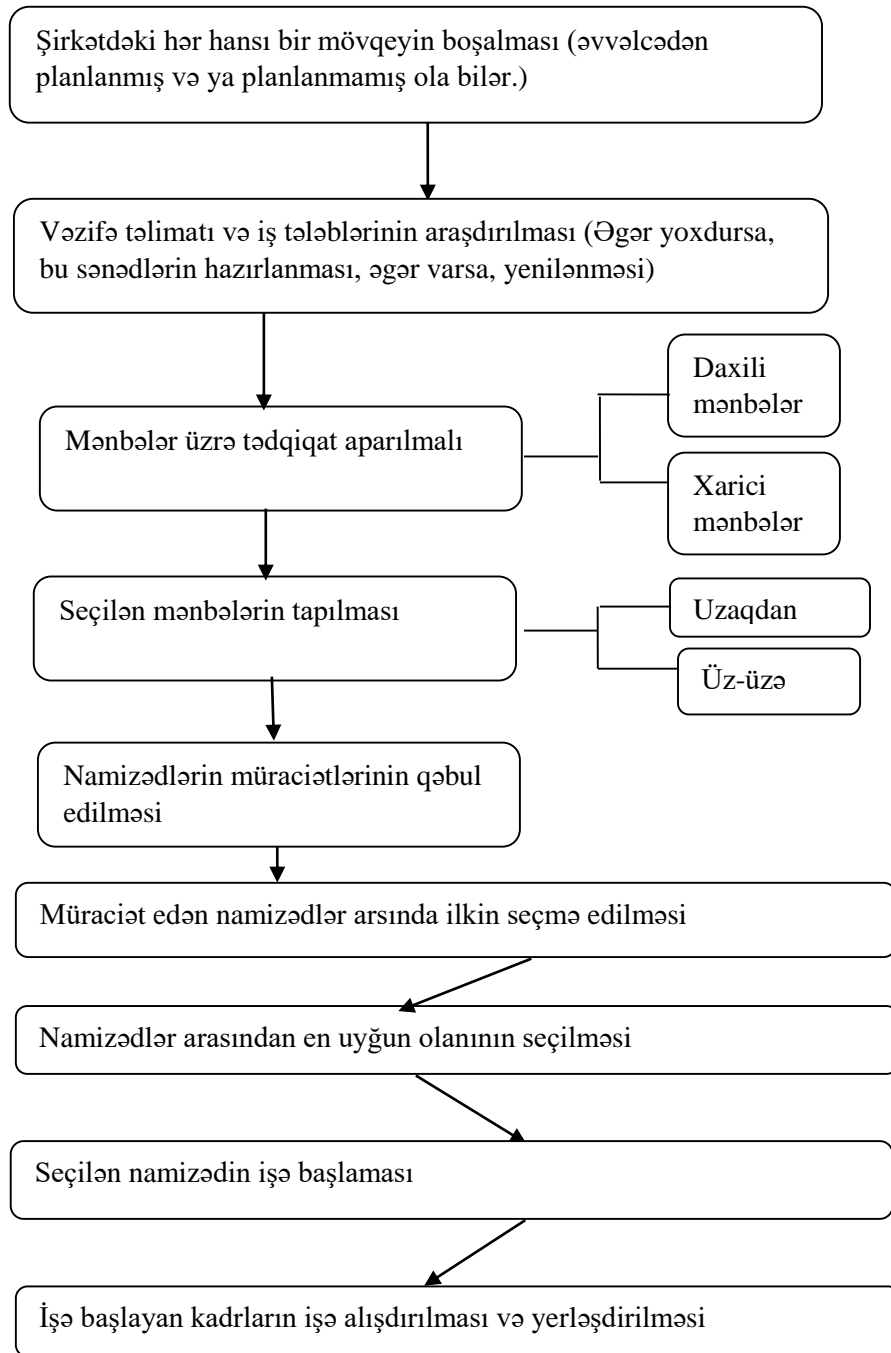 Şirkətdəki hər hansı bir mövqeyin boşalması (əvvəlcədən
planlanmış və ya planlanmamış ola bilər.)
Vəzifə təlimatı və iş tələblərinin araşdırılması (Əgər yoxdursa,
bu sənədlərin hazırlanması, əgər varsa, yenilənməsi)
Mənbələr üzrə tədqiqat aparılmalı
Daxili
mənbələr
Xarici
mənbələr
Seçilən mənbələrin tapılması
Uzaqdan
Üz-üzə
Namizədlərin müraciətlərinin qəbul
edilməsi
Müraciət edən namizədlər arsında ilkin seçmə edilməsi
Namizədlər arasından en uyğun olanının seçilməsi
Seçilən namizədin işə başlaması
İşə başlayan kadrların işə alışdırılması və yerləşdirilməsi